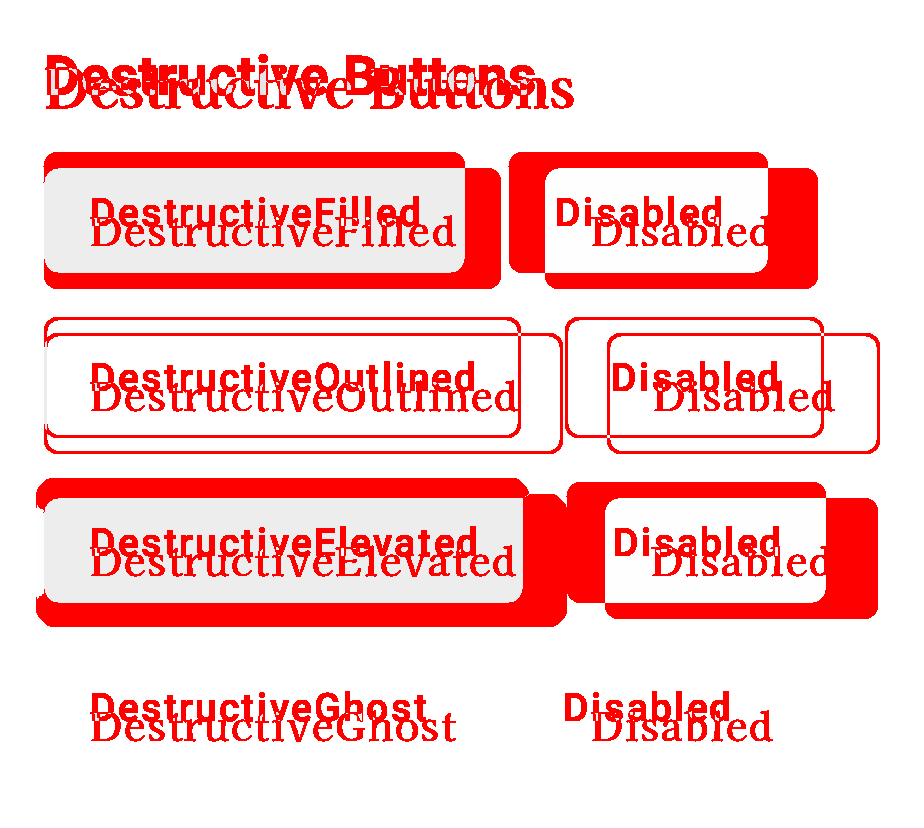 Destructive Buttons
Destructive Buttons
DestructiveFilled Disabled
DestructiveFilled Disabled
DestructiveOutlined Disabled
DestructiveOutlined Disabled
DestructiveElevated Disabled
DestructiveElevated Disabled
DestructiveGhost Disabled
DestructiveGhost Disabled